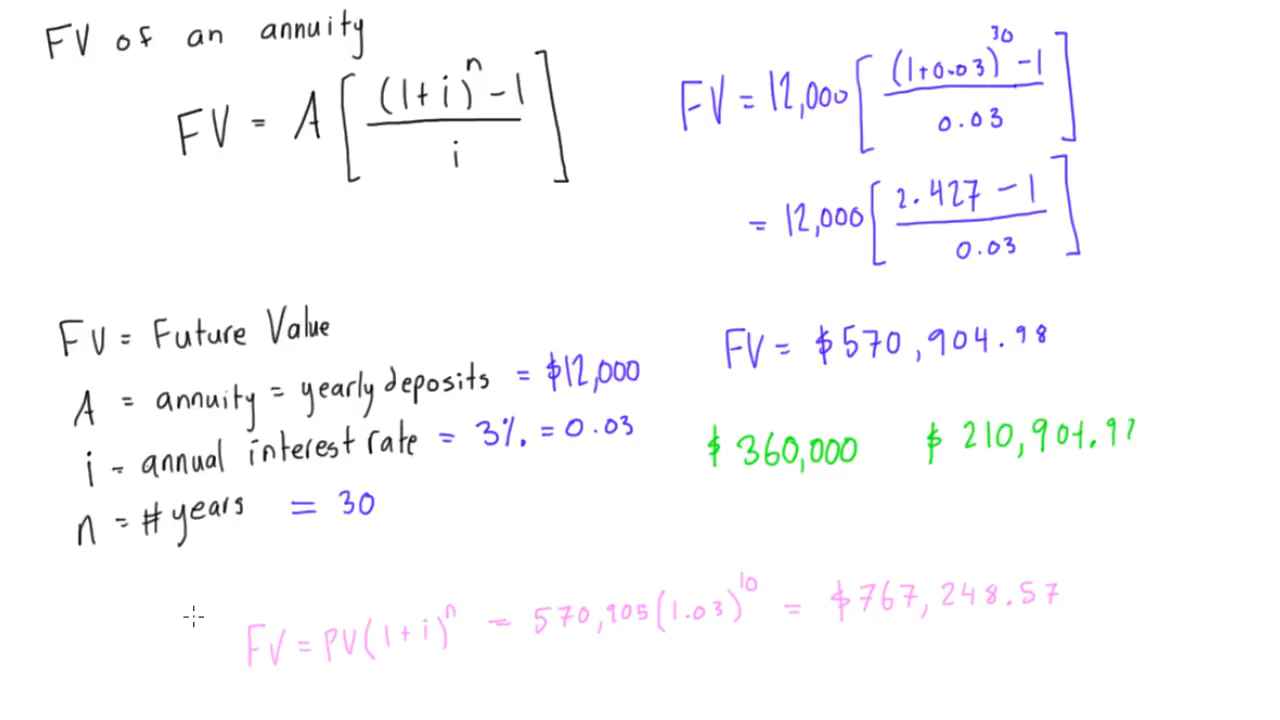 FV of an annuity
FV = A [ ((1+i)^n - 1) / i ]
FV = 12,000 [ ((1+0.03)^30 - 1) / 0.03 ]
= 12,000 [ (2.427 - 1) / 0.03 ]
FV = Future Value
A = annuity = yearly deposits = $12,000
i = annual interest rate = 3% = 0.03
n = # years = 30
FV = $570,904.98
$360,000 $210,904.97
FV = PV(1+i)^n = 570,905(1.03)^10 = $767,248.57